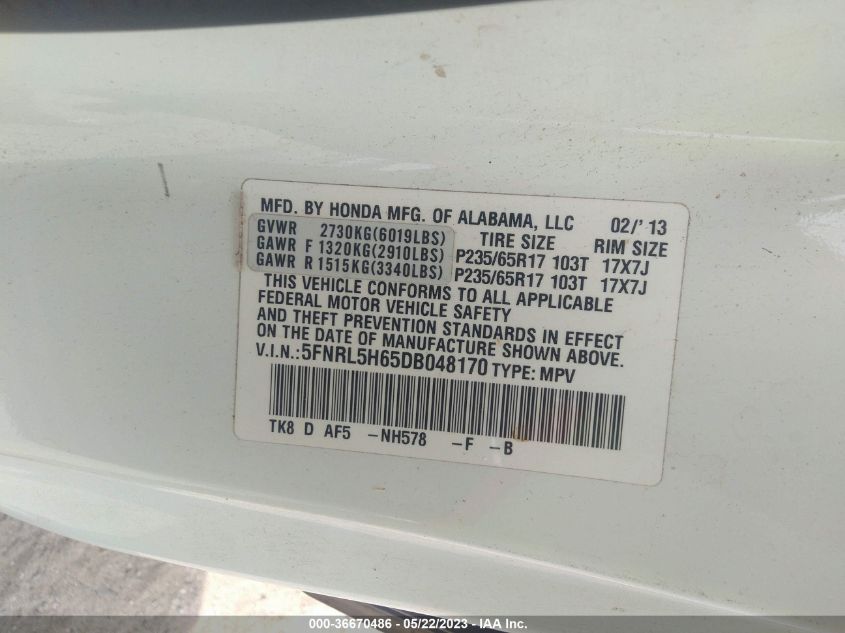 MFD. BY HONDA MFG. OF ALABAMA, LLC 02/' 13
GVWR 2730KG(6019LBS) TIRE SIZE RIM SIZE
GAWR F 1320KG(2910LBS) P235/65R17 103T 17X7J
GAWR R 1515KG(3340LBS) P235/65R17 103T 17X7J
THIS VEHICLE CONFORMS TO ALL APPLICABLE
FEDERAL MOTOR VEHICLE SAFETY
AND THEFT PREVENTION STANDARDS IN EFFECT
ON THE DATE OF MANUFACTURE SHOWN ABOVE.
V.I.N.:5FNRL5H65DB048170 TYPE: MPV
TK8 D AF5 -NH578 -F -B
000-36670486 - 05/22/2023 - www.iaai.com.